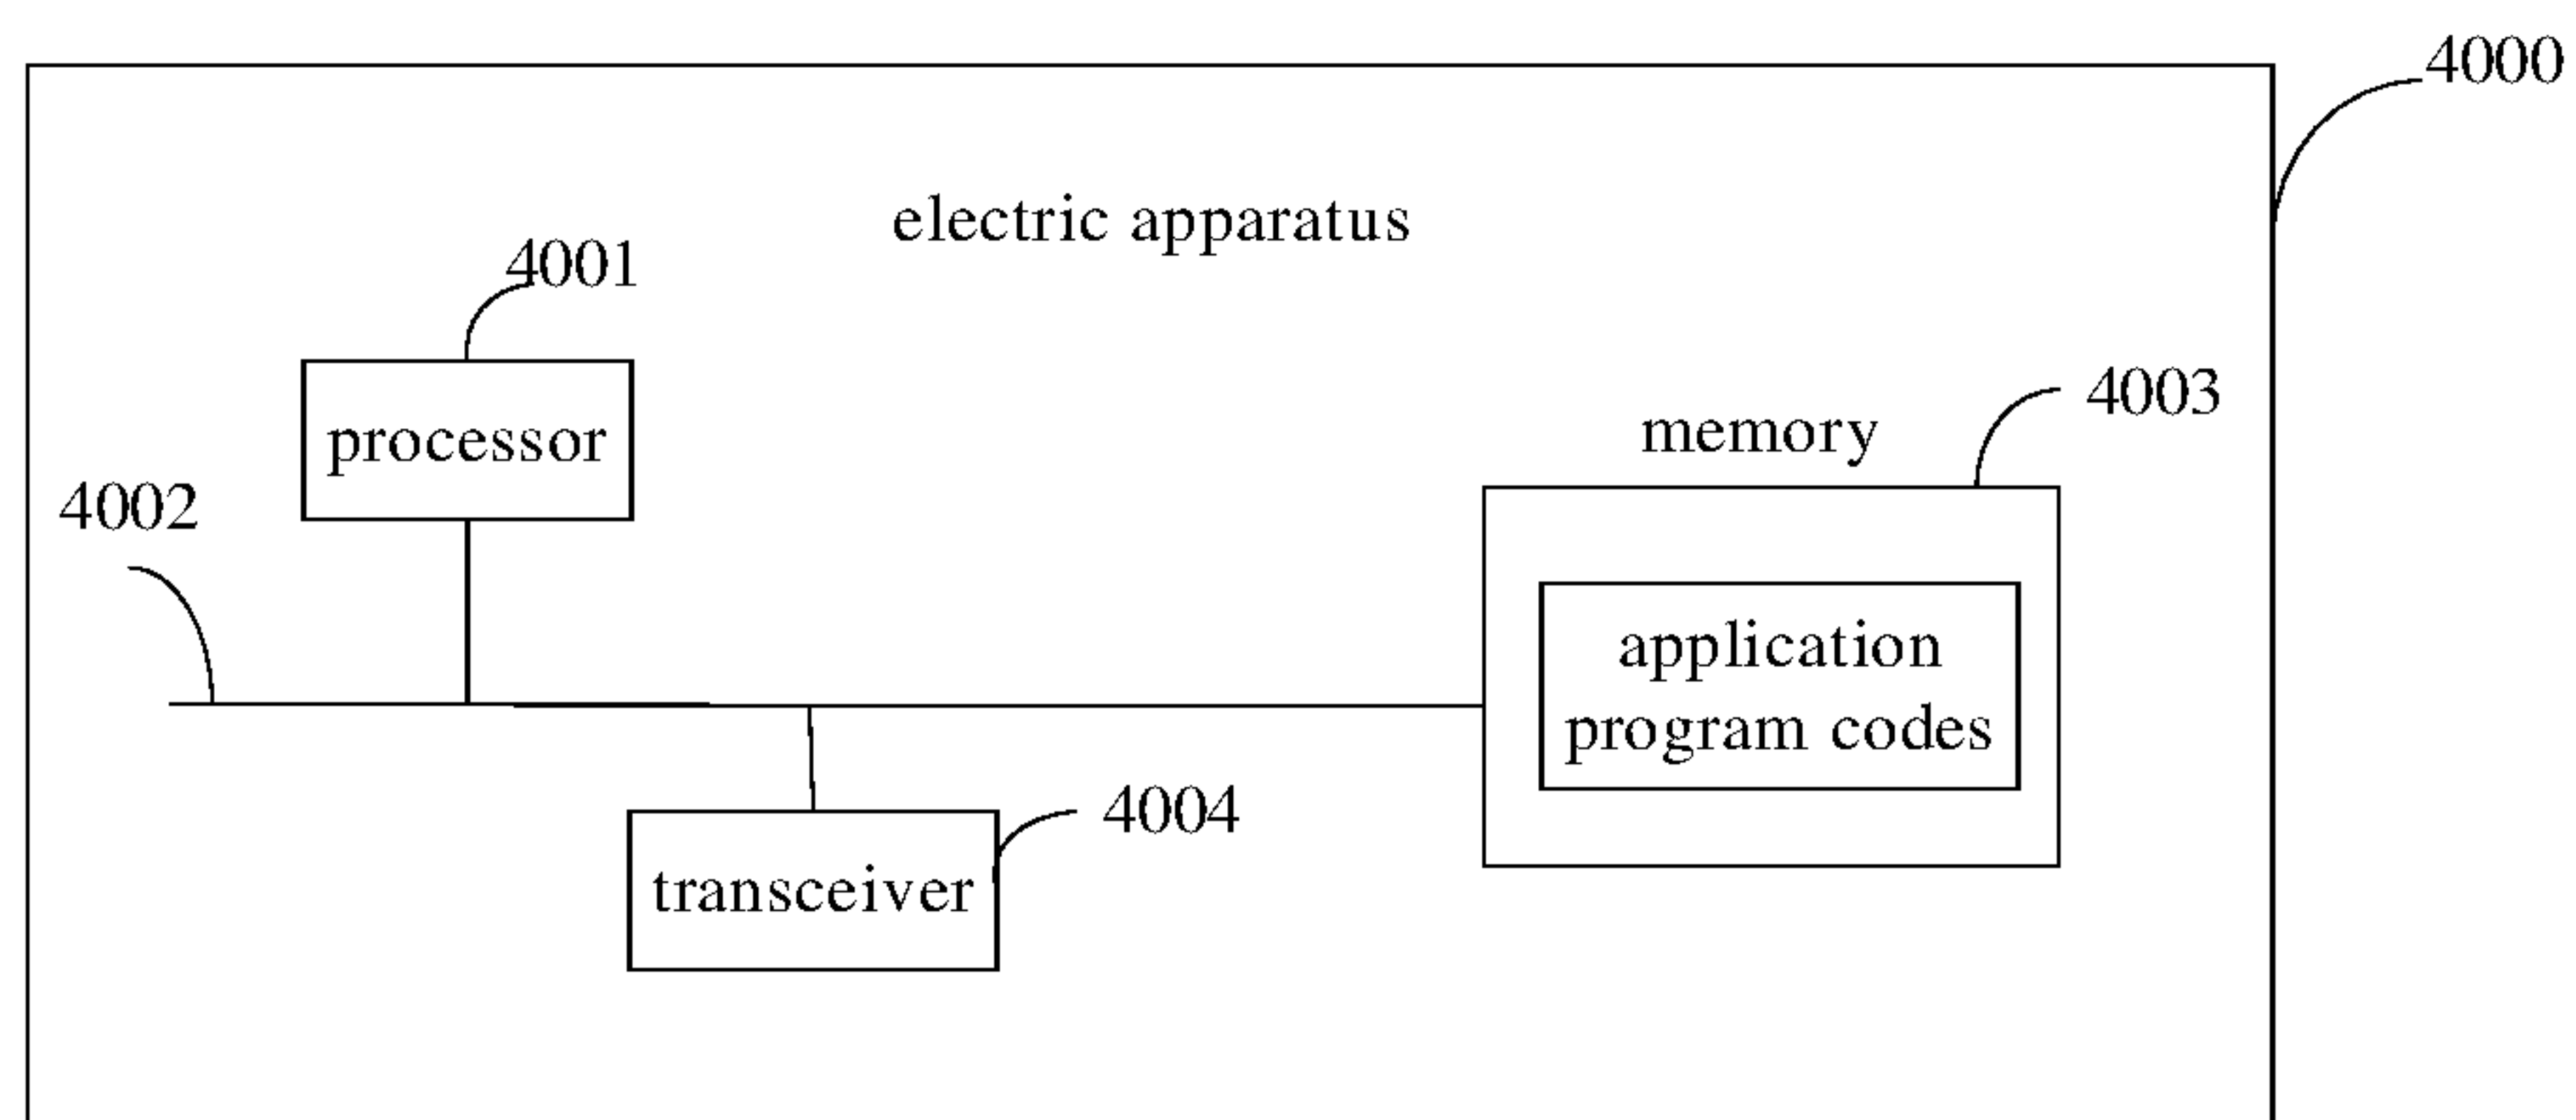 4000
electric apparatus
4001
processor
4003
memory
4002
application
program codes
4004
transceiver